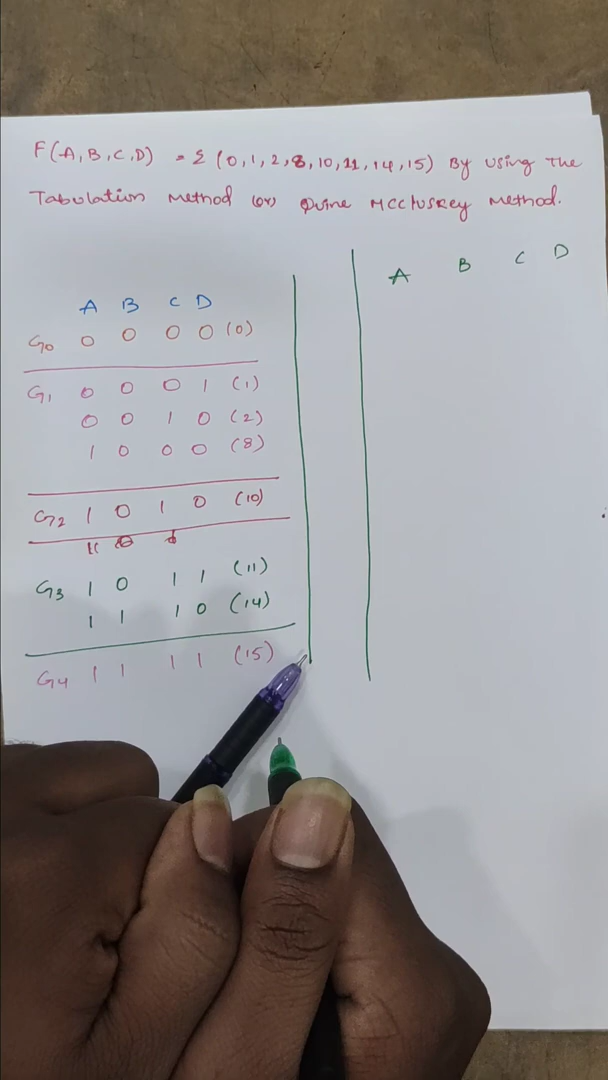 F(A,B,C,D) = Σ (0,1,2,8,10,11,14,15) By Using The
Tabulation Method (or) Quine McCluskey Method.
A B C D
G0 0 0 0 0 (0)
G1 0 0 0 1 (1)
0 0 1 0 (2)
1 0 0 0 (8)
G2 1 0 1 0 (10)
G3 1 0 1 1 (11)
1 1 1 0 (14)
G4 1 1 1 1 (15)
A B C D